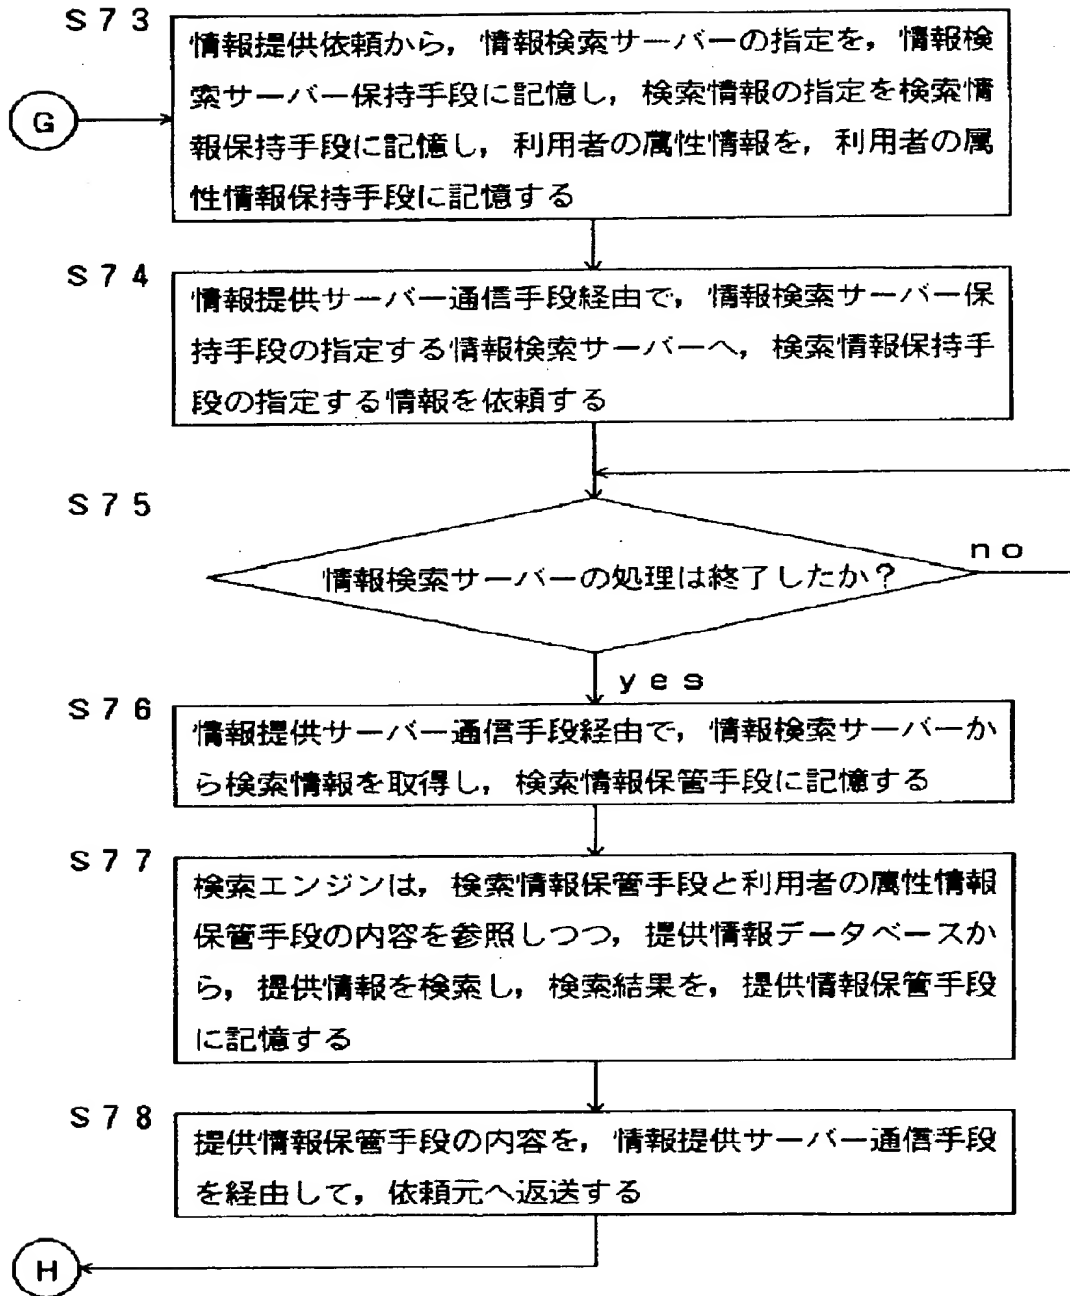 S73
情報提供依頼から，情報検索サーバーの指定を，情報検
索サーバー保持手段に記憶し，検索情報の指定を検索情
報保持手段に記憶し，利用者の属性情報を，利用者の属
性情報保持手段に記憶する
G
S74
情報提供サーバー通信手段経由で，情報検索サーバー保
持手段の指定する情報検索サーバーへ，検索情報保持手
段の指定する情報を依頼する
S75
情報検索サーバーの処理は終了したか？
no
yes
S76
情報提供サーバー通信手段経由で，情報検索サーバーか
ら検索情報を取得し，検索情報保管手段に記憶する
S77
検索エンジンは，検索情報保管手段と利用者の属性情報
保管手段の内容を参照しつつ，提供情報データベースか
ら，提供情報を検索し，検索結果を，提供情報保管手段
に記憶する
S78
提供情報保管手段の内容を，情報提供サーバー通信手段
を経由して，依頼元へ返送する
H